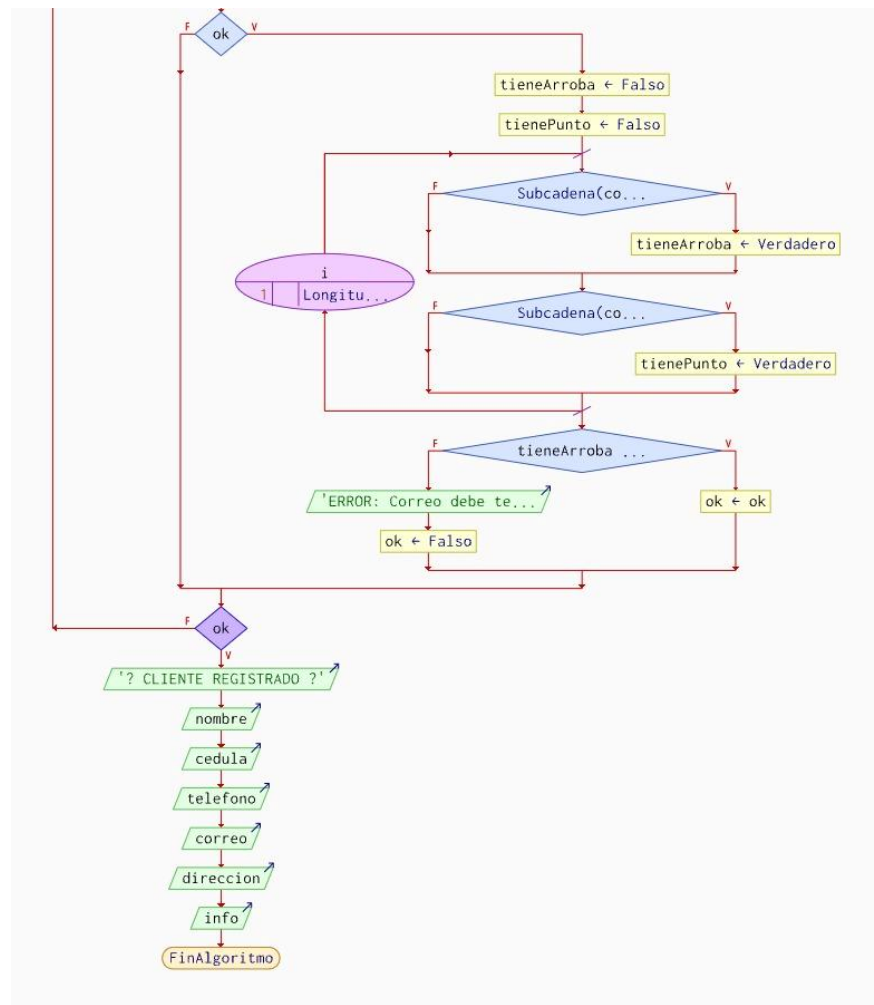 ok
F
V
tieneArroba ← Falso
tienePunto ← Falso
Subcadena(co...
F
V
tieneArroba ← Verdadero
i
1
Longitu...
Subcadena(co...
F
V
tienePunto ← Verdadero
tieneArroba ...
F
V
'ERROR: Correo debe te...
ok ← ok
ok ← Falso
ok
F
V
'? CLIENTE REGISTRADO ?'
nombre
cedula
telefono
correo
direccion
info
FinAlgoritmo